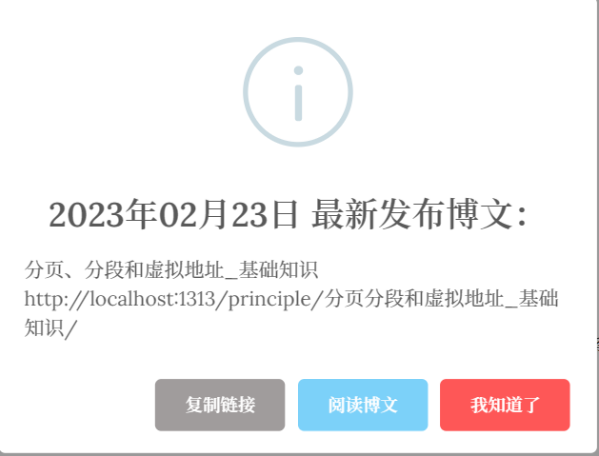 2023年02月23日 最新发布博文：
分页、分段和虚拟地址_基础知识
http://localhost:1313/principle/分页分段和虚拟地址_基础
知识/
复制链接 阅读博文 我知道了